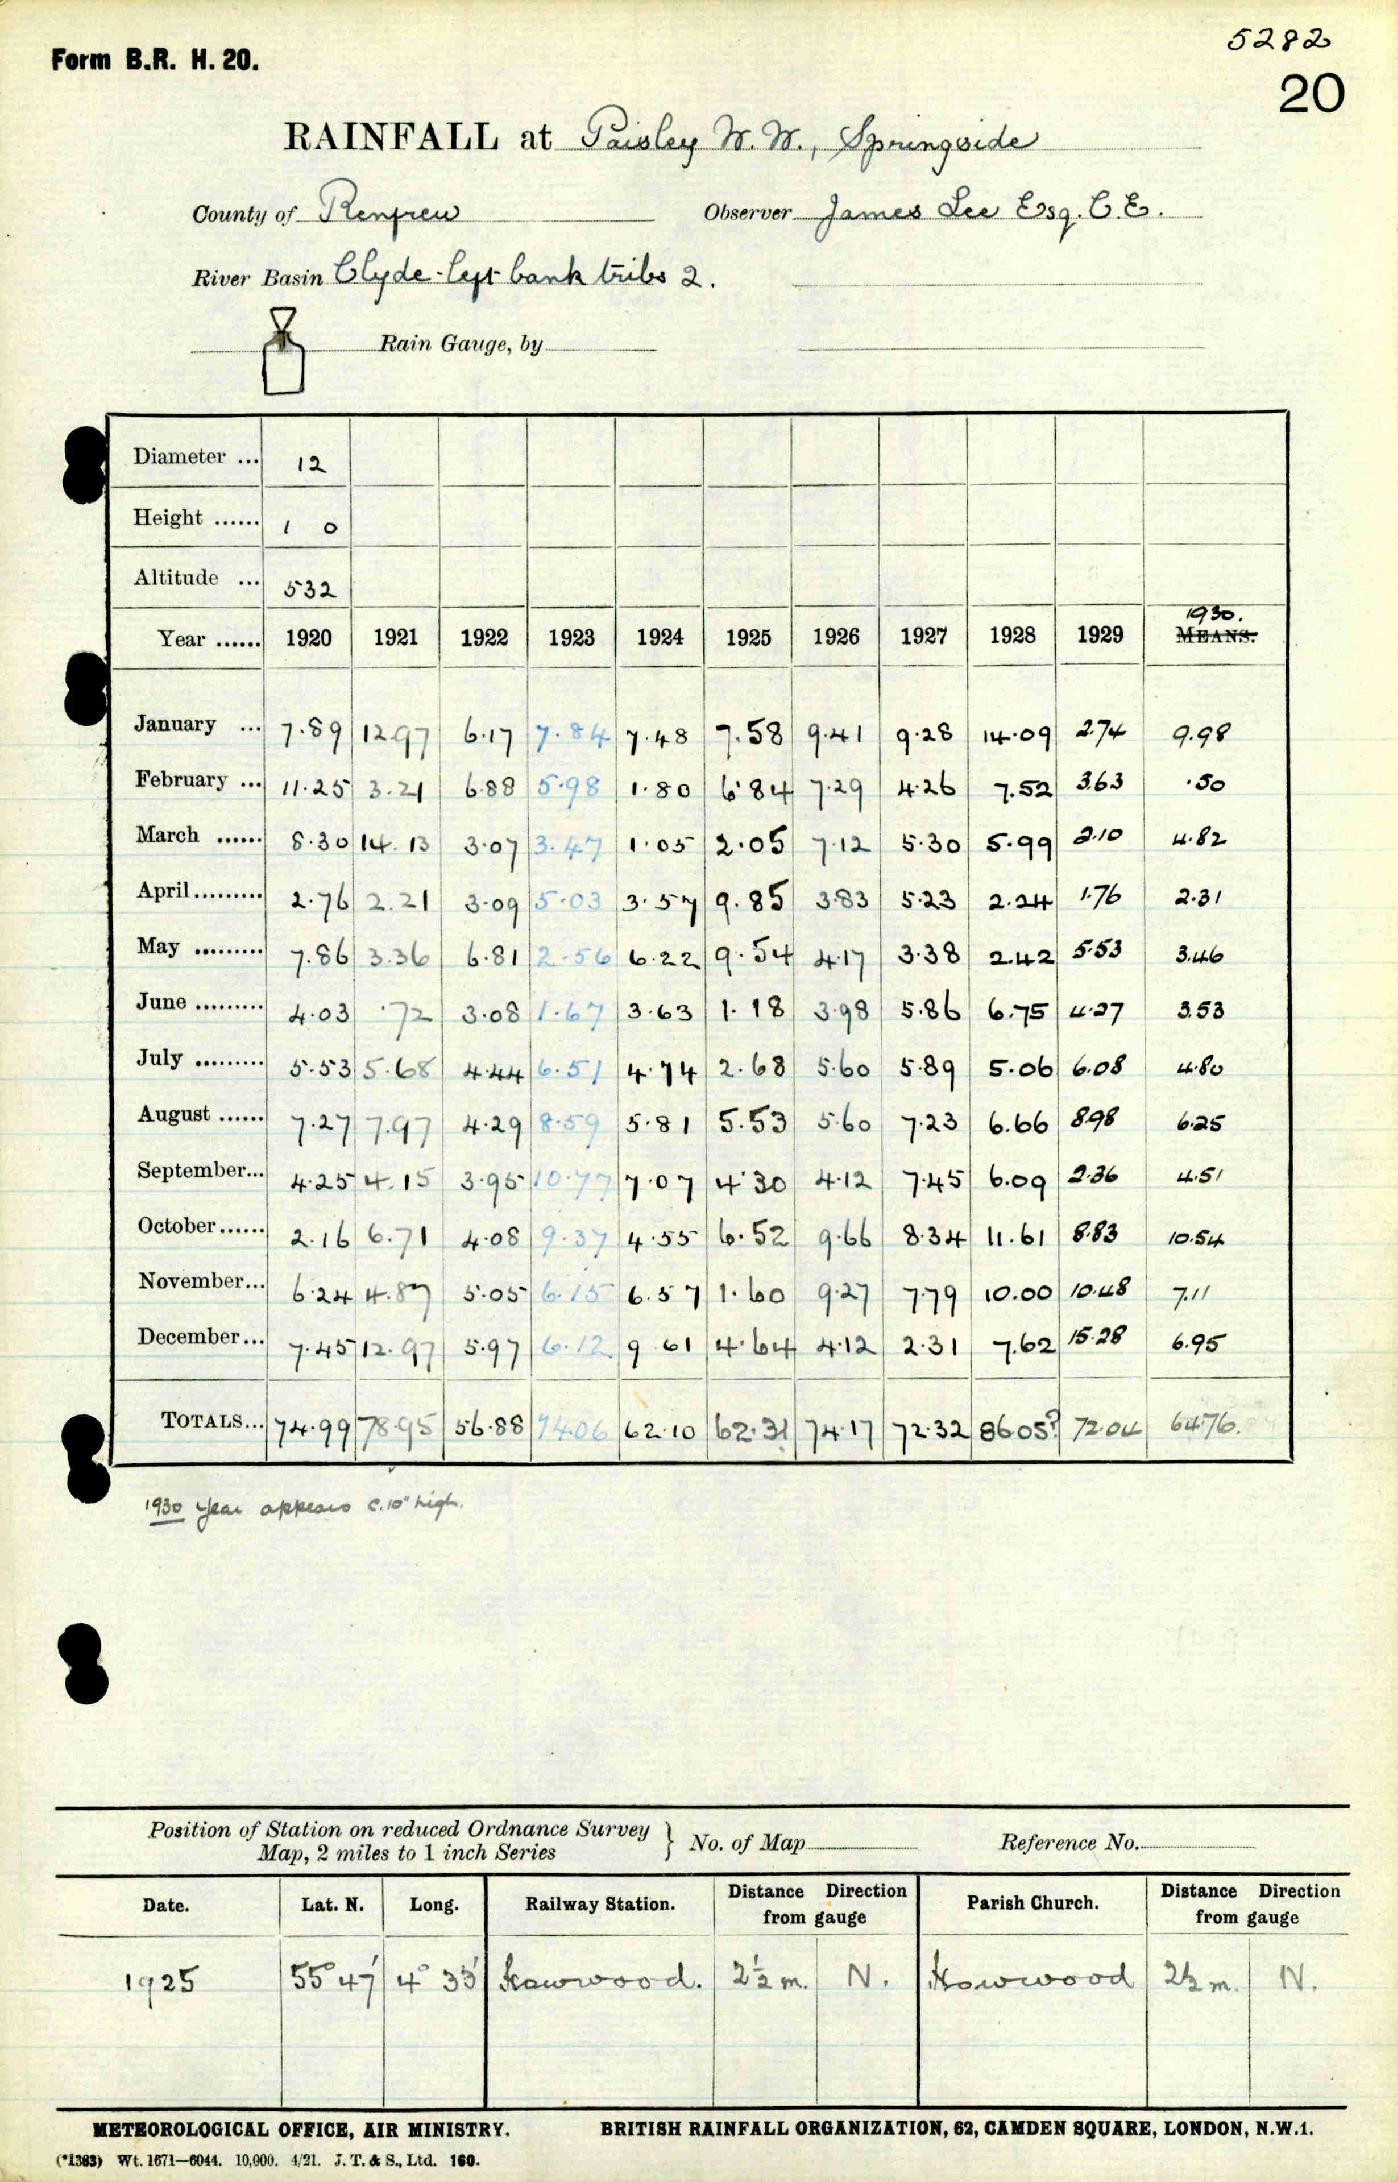 5282
Form B.R. H. 20.
20
RAINFALL at Paisley W. W., Springside
County of Renfrew Observer James Lee Esq. C. E.
River Basin Clyde-left bank tribs 2.
Rain Gauge, by
Diameter ... 12
Height ...... 1 0
Altitude ... 532
1930.
Year ...... 1920 1921 1922 1923 1924 1925 1926 1927 1928 1929 MEANS.
January ... 7.89 12.97 6.17 7.84 7.48 7.58 9.41 9.28 14.09 2.74 9.98
February ... 11.25 3.21 6.88 5.98 1.80 6.84 7.29 4.26 7.52 3.63 .50
March ...... 8.30 14.13 3.07 3.47 1.05 2.05 7.12 5.30 5.99 2.10 4.82
April......... 2.76 2.21 3.09 5.03 3.57 9.85 3.83 5.23 2.24 1.76 2.31
May ......... 7.86 3.36 6.81 2.56 6.22 9.54 4.17 3.38 2.42 5.53 3.46
June ......... 4.03 .72 3.08 1.67 3.63 1.18 3.98 5.86 6.75 4.27 3.53
July ......... 5.53 5.68 4.44 6.51 4.74 2.68 5.60 5.89 5.06 6.08 4.80
August ...... 7.27 7.97 4.29 8.59 5.81 5.53 5.60 7.23 6.66 8.98 6.25
September... 4.25 4.15 3.95 10.77 7.07 4.30 4.12 7.45 6.09 2.36 4.51
October...... 2.16 6.71 4.08 9.37 4.55 6.52 9.66 8.34 11.61 8.83 10.54
November... 6.24 4.87 5.05 6.15 6.57 1.60 9.27 7.79 10.00 10.48 7.11
December... 7.45 12.97 5.97 6.12 9.61 4.64 4.12 2.31 7.62 15.28 6.95
TOTALS... 74.99 78.95 56.88 74.06 62.10 62.31 74.17 72.32 86.05? 72.04 64.76.
1930 year appears c. 10" high.
Position of Station on reduced Ordnance Survey
Map, 2 miles to 1 inch Series } No. of Map Reference No.
Date. Lat. N. Long. Railway Station. Distance Direction from gauge Parish Church. Distance Direction from gauge
1925 55° 47' 4° 33' Howwood. 2½ m. N. Howwood 2½ m. N.
METEOROLOGICAL OFFICE, AIR MINISTRY. BRITISH RAINFALL ORGANIZATION, 62, CAMDEN SQUARE, LONDON, N.W.1.
(*1383) Wt. 1671—6044. 10,000. 4/21. J. T. & S., Ltd. 160.